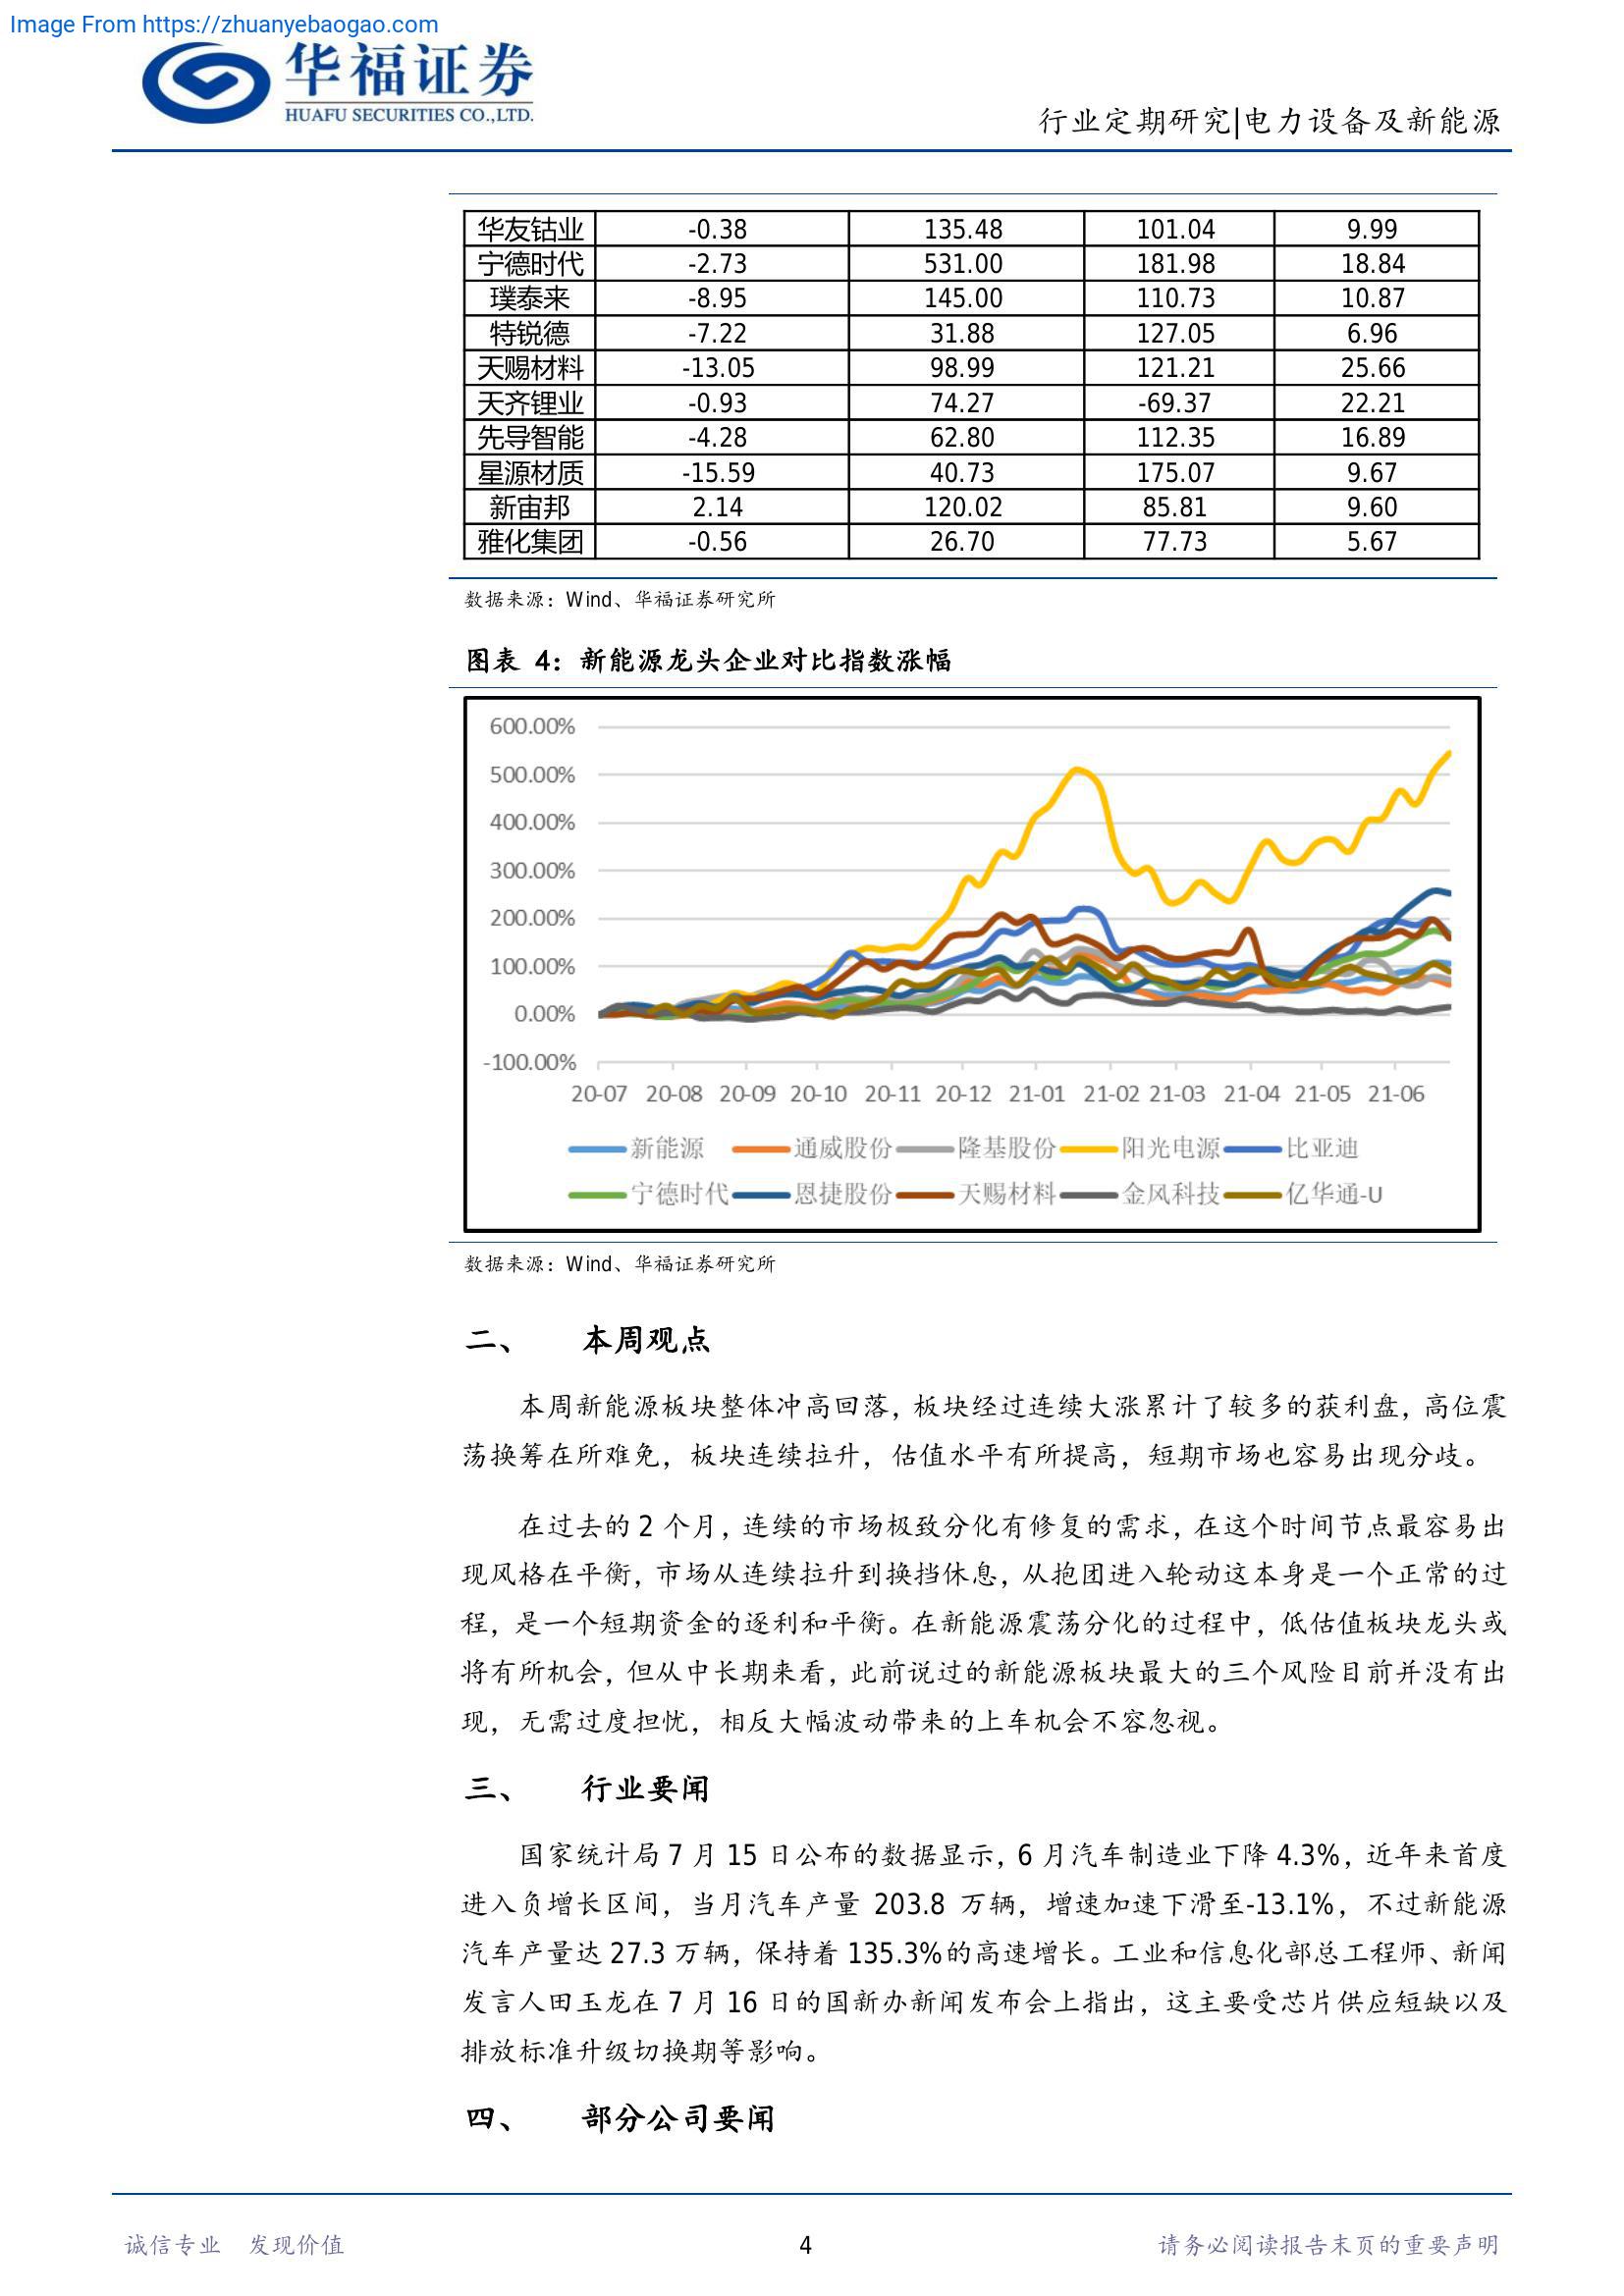 Image From https://zhuanyebaogao.com
华福证券
HUAFU SECURITIES CO.,LTD.
行业定期研究|电力设备及新能源
华友钴业 -0.38 135.48 101.04 9.99
宁德时代 -2.73 531.00 181.98 18.84
璞泰来 -8.95 145.00 110.73 10.87
特锐德 -7.22 31.88 127.05 6.96
天赐材料 -13.05 98.99 121.21 25.66
天齐锂业 -0.93 74.27 -69.37 22.21
先导智能 -4.28 62.80 112.35 16.89
星源材质 -15.59 40.73 175.07 9.67
新宙邦 2.14 120.02 85.81 9.60
雅化集团 -0.56 26.70 77.73 5.67
数据来源：Wind、华福证券研究所
图表 4：新能源龙头企业对比指数涨幅
600.00%
500.00%
400.00%
300.00%
200.00%
100.00%
0.00%
-100.00%
20-07 20-08 20-09 20-10 20-11 20-12 21-01 21-02 21-03 21-04 21-05 21-06
新能源 通威股份 隆基股份 阳光电源 比亚迪
宁德时代 恩捷股份 天赐材料 金风科技 亿华通-U
数据来源：Wind、华福证券研究所
二、 本周观点
本周新能源板块整体冲高回落，板块经过连续大涨累计了较多的获利盘，高位震
荡换筹在所难免，板块连续拉升，估值水平有所提高，短期市场也容易出现分歧。
在过去的 2 个月，连续的市场极致分化有修复的需求，在这个时间节点最容易出
现风格在平衡，市场从连续拉升到换挡休息，从抱团进入轮动这本身是一个正常的过
程，是一个短期资金的逐利和平衡。在新能源震荡分化的过程中，低估值板块龙头或
将有所机会，但从中长期来看，此前说过的新能源板块最大的三个风险目前并没有出
现，无需过度担忧，相反大幅波动带来的上车机会不容忽视。
三、 行业要闻
国家统计局 7 月 15 日公布的数据显示，6 月汽车制造业下降 4.3%，近年来首度
进入负增长区间，当月汽车产量 203.8 万辆，增速加速下滑至-13.1%，不过新能源
汽车产量达 27.3 万辆，保持着 135.3%的高速增长。工业和信息化部总工程师、新闻
发言人田玉龙在 7 月 16 日的国新办新闻发布会上指出，这主要受芯片供应短缺以及
排放标准升级切换期等影响。
四、 部分公司要闻
诚信专业 发现价值 4 请务必阅读报告末页的重要声明